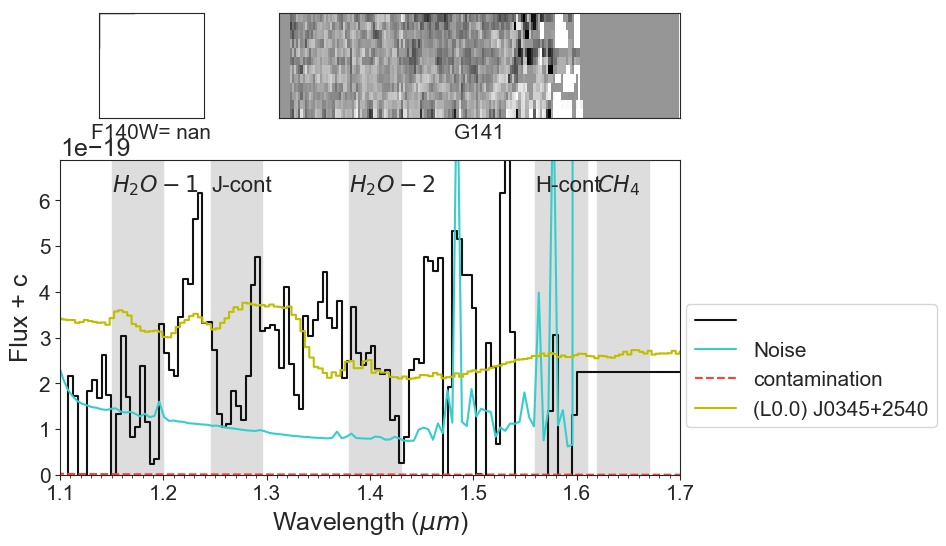 F140W= nan
G141
1e−19
H₂O − 1
J-cont
H₂O − 2
H-cont
CH₄
6
5
4
3
2
1
0
Flux + c
1.1
1.2
1.3
1.4
1.5
1.6
1.7
Wavelength (μm)
Noise
contamination
(L0.0) J0345+2540